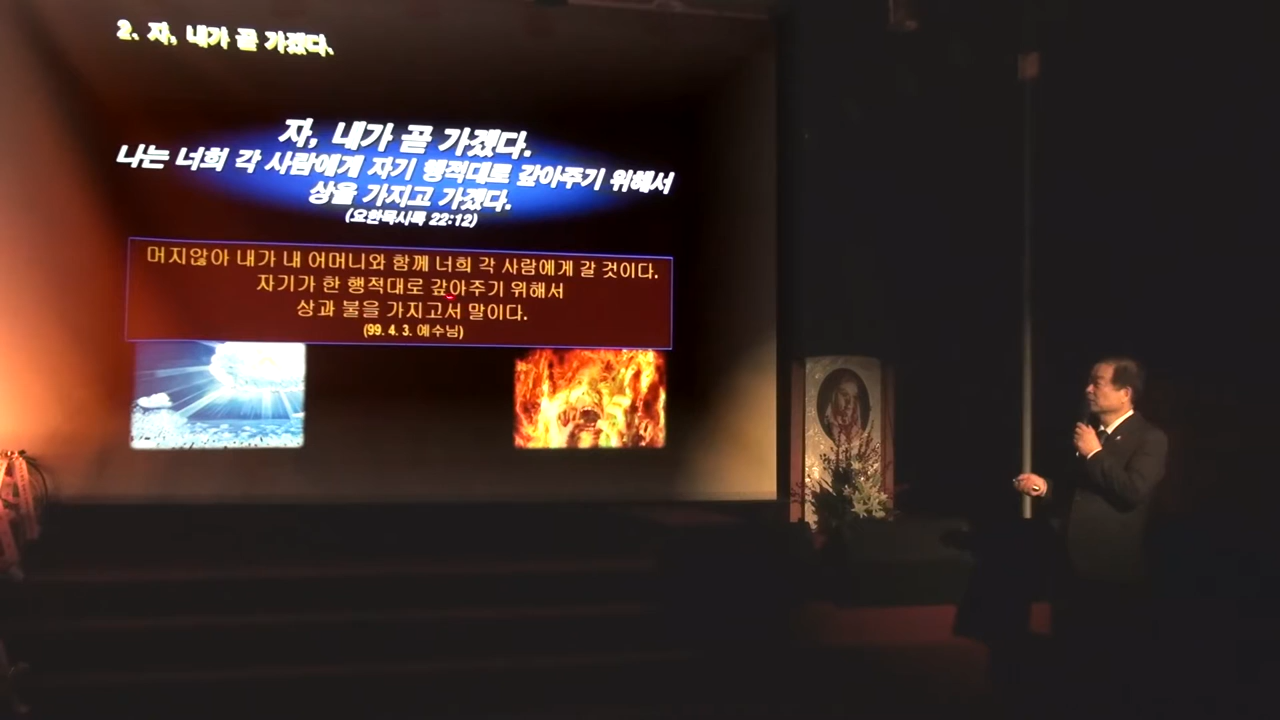 2. 자, 내가 곧 가겠다.
자, 내가 곧 가겠다.
나는 너희 각 사람에게 자기 행적대로 갚아주기 위해서
상을 가지고 가겠다.
(요한묵시록 22:12)
머지않아 내가 내 어머니와 함께 너희 각 사람에게 갈 것이다.
자기가 한 행적대로 갚아주기 위해서
상과 불을 가지고서 말이다.
(99. 4. 3. 예수님)